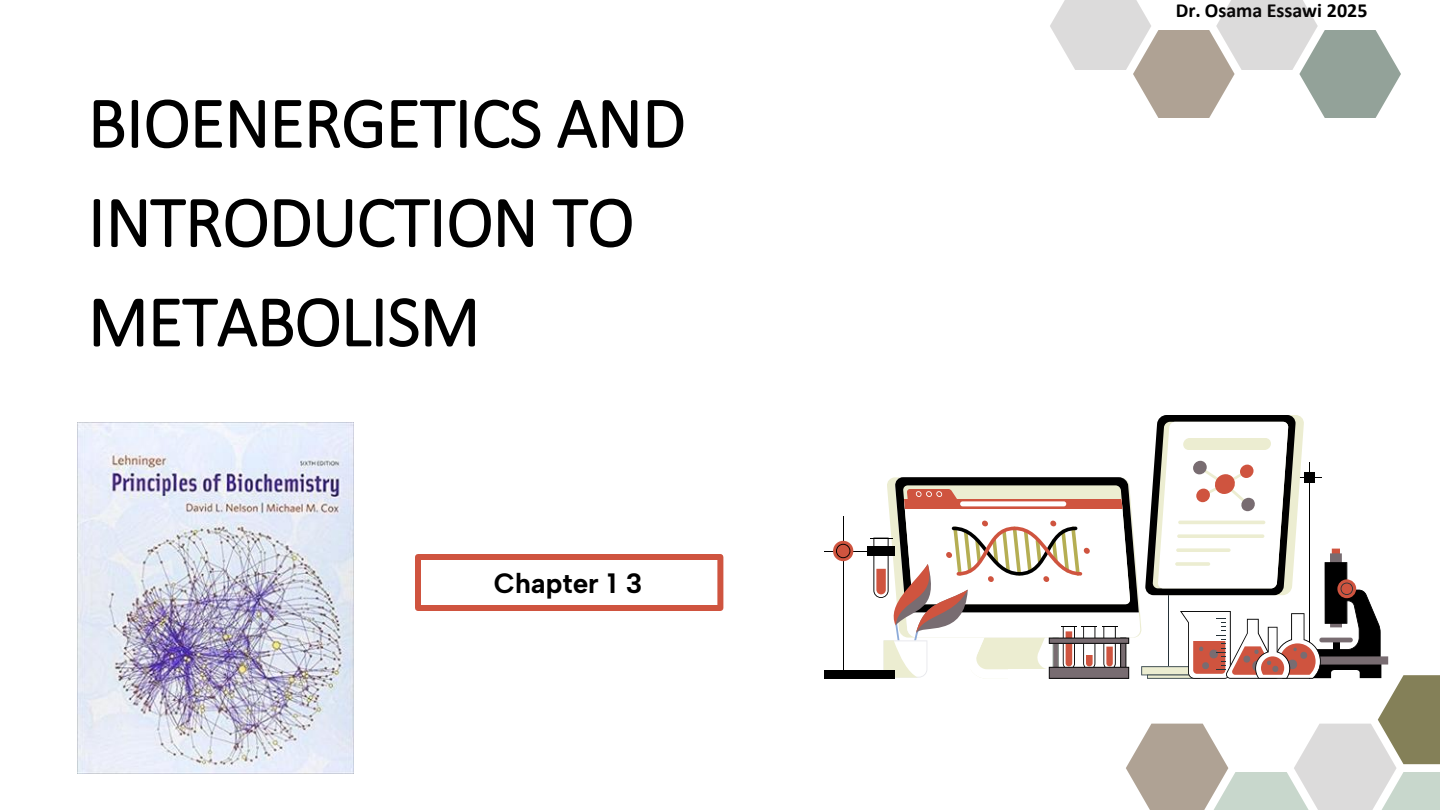 Dr. Osama Essawi 2025
BIOENERGETICS AND
INTRODUCTION TO
METABOLISM
Lehninger
SIXTH EDITION
Principles of Biochemistry
David L. Nelson | Michael M. Cox
Chapter 1 3